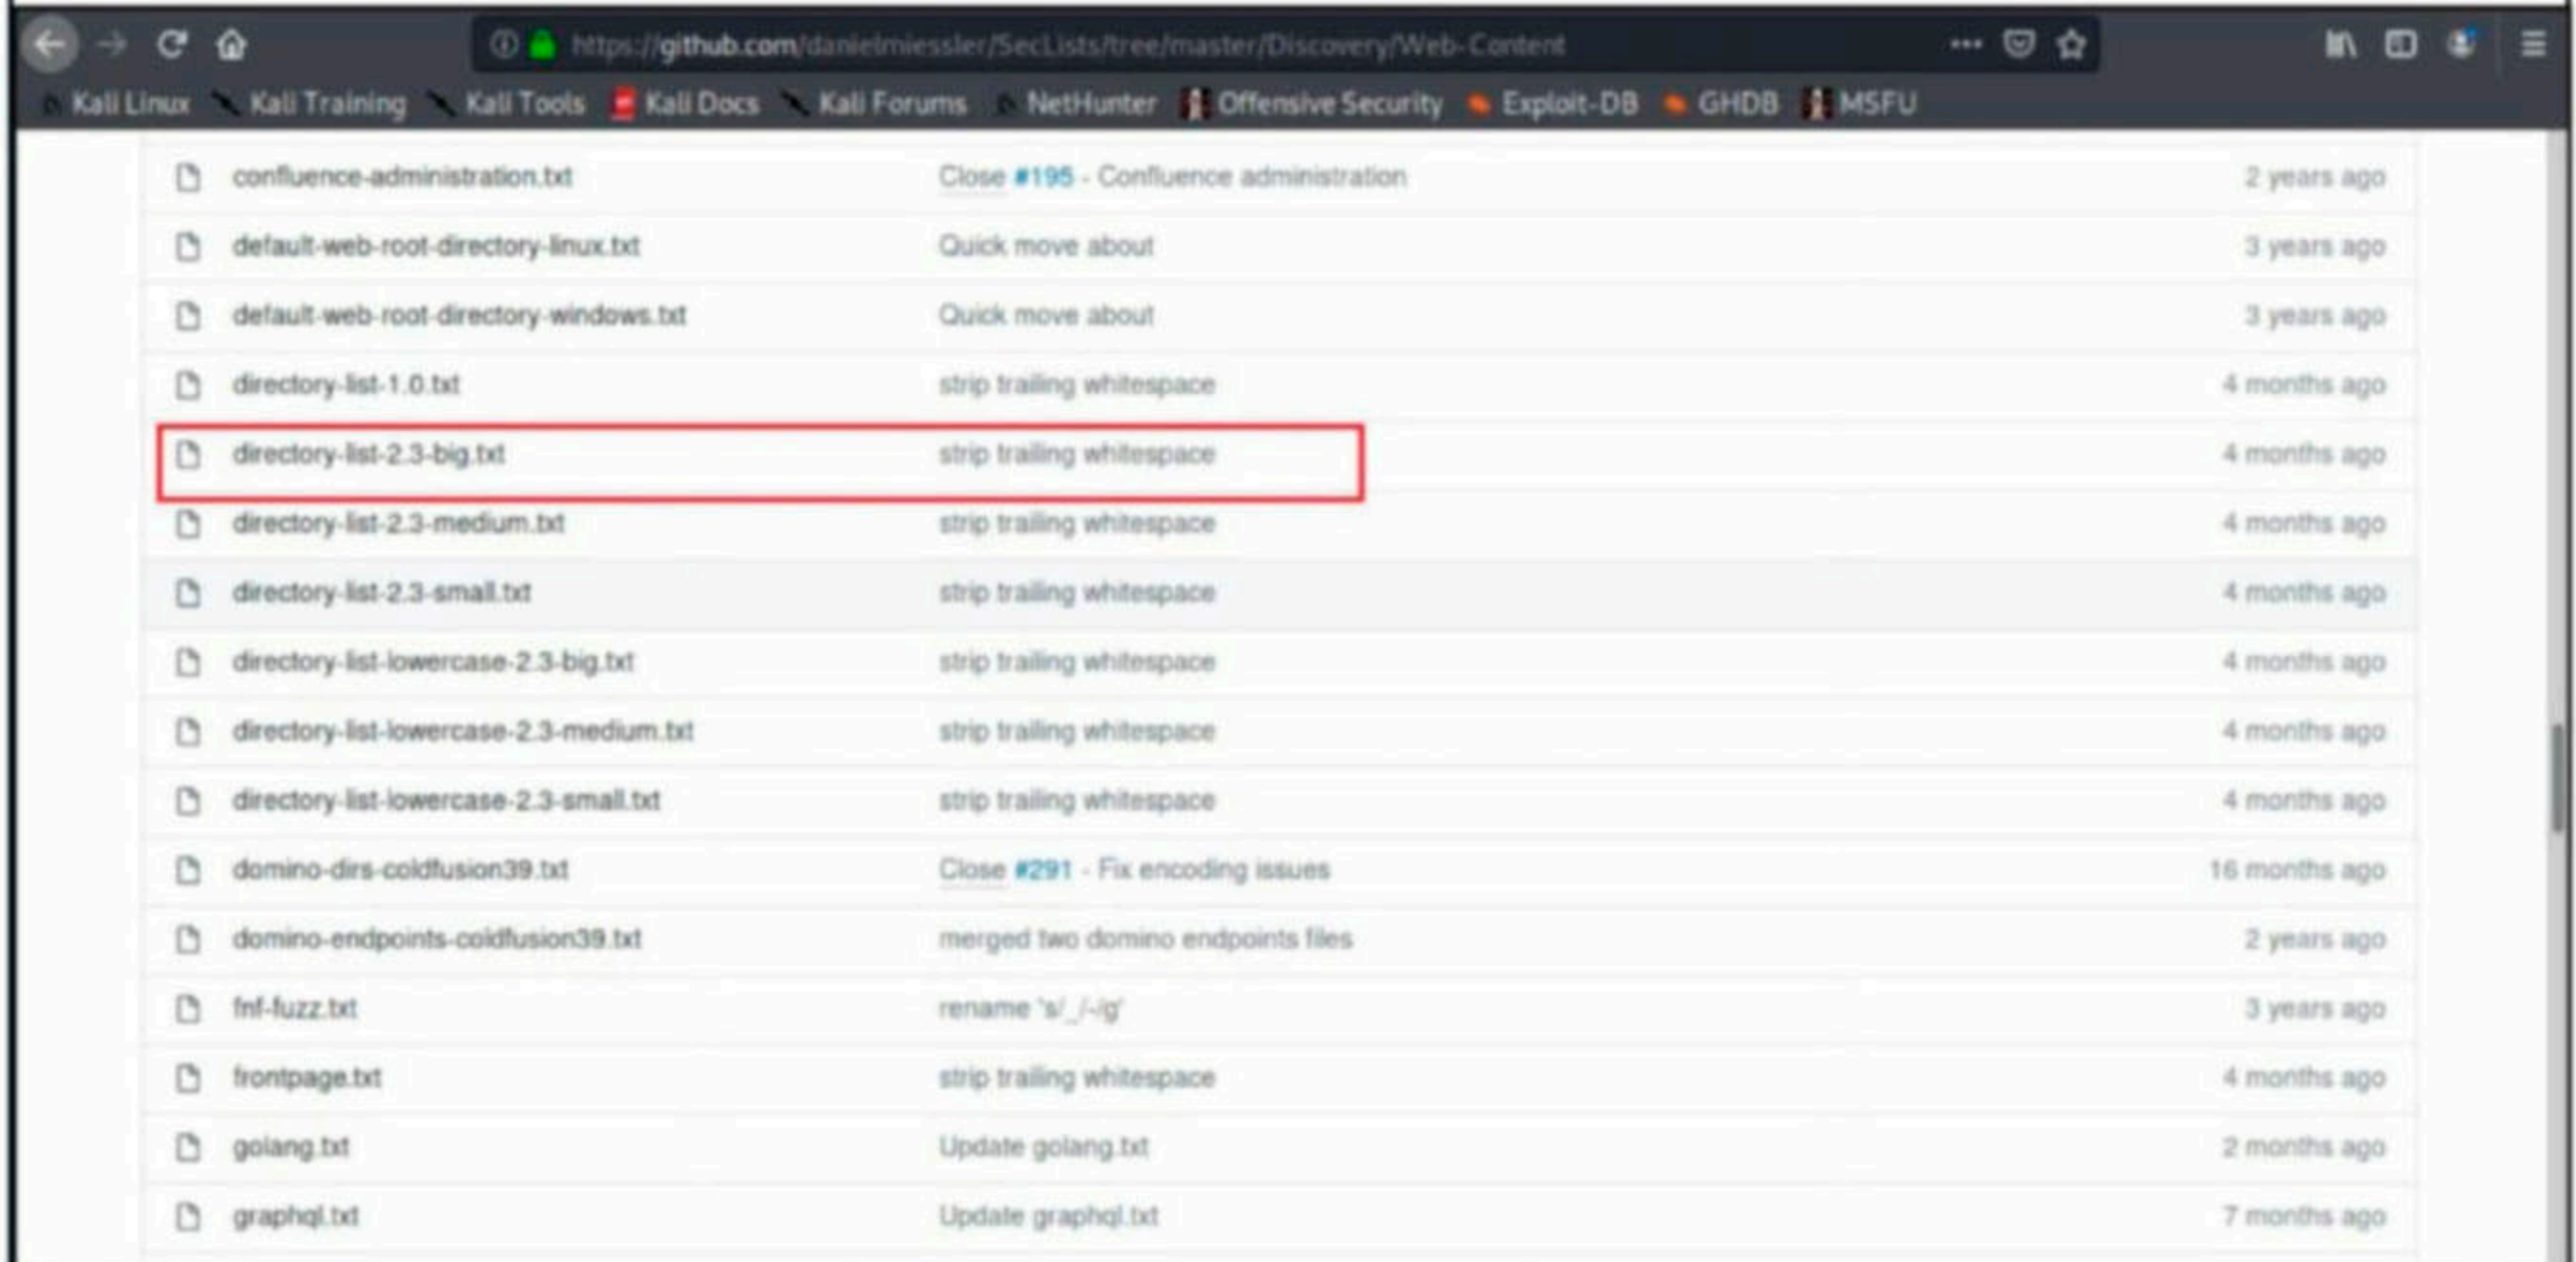 https://github.com/danielmiessler/SecLists/tree/master/Discovery/Web-Content
Kali Linux Kali Training Kali Tools Kali Docs Kali Forums NetHunter Offensive Security Exploit-DB GHDB MSFU
confluence-administration.txt Close #195 - Confluence administration 2 years ago
default-web-root-directory-linux.txt Quick move about 3 years ago
default-web-root-directory-windows.txt Quick move about 3 years ago
directory-list-1.0.txt strip trailing whitespace 4 months ago
directory-list-2.3-big.txt strip trailing whitespace 4 months ago
directory-list-2.3-medium.txt strip trailing whitespace 4 months ago
directory-list-2.3-small.txt strip trailing whitespace 4 months ago
directory-list-lowercase-2.3-big.txt strip trailing whitespace 4 months ago
directory-list-lowercase-2.3-medium.txt strip trailing whitespace 4 months ago
directory-list-lowercase-2.3-small.txt strip trailing whitespace 4 months ago
domino-dirs-coldfusion39.txt Close #291 - Fix encoding issues 16 months ago
domino-endpoints-coldfusion39.txt merged two domino endpoints files 2 years ago
fnf-fuzz.txt rename 's/_/-/g' 3 years ago
frontpage.txt strip trailing whitespace 4 months ago
golang.txt Update golang.txt 2 months ago
graphql.txt Update graphql.txt 7 months ago